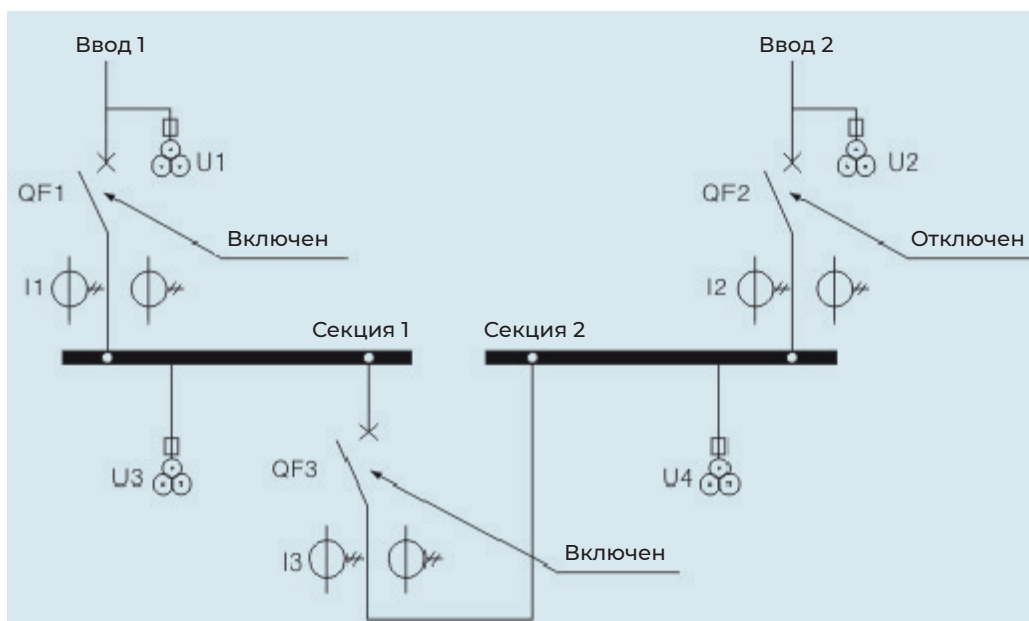 Ввод 1
Ввод 2
U1
U2
QF1
QF2
Включен
Отключен
I1
I2
Секция 1
Секция 2
U3
QF3
U4
I3
Включен